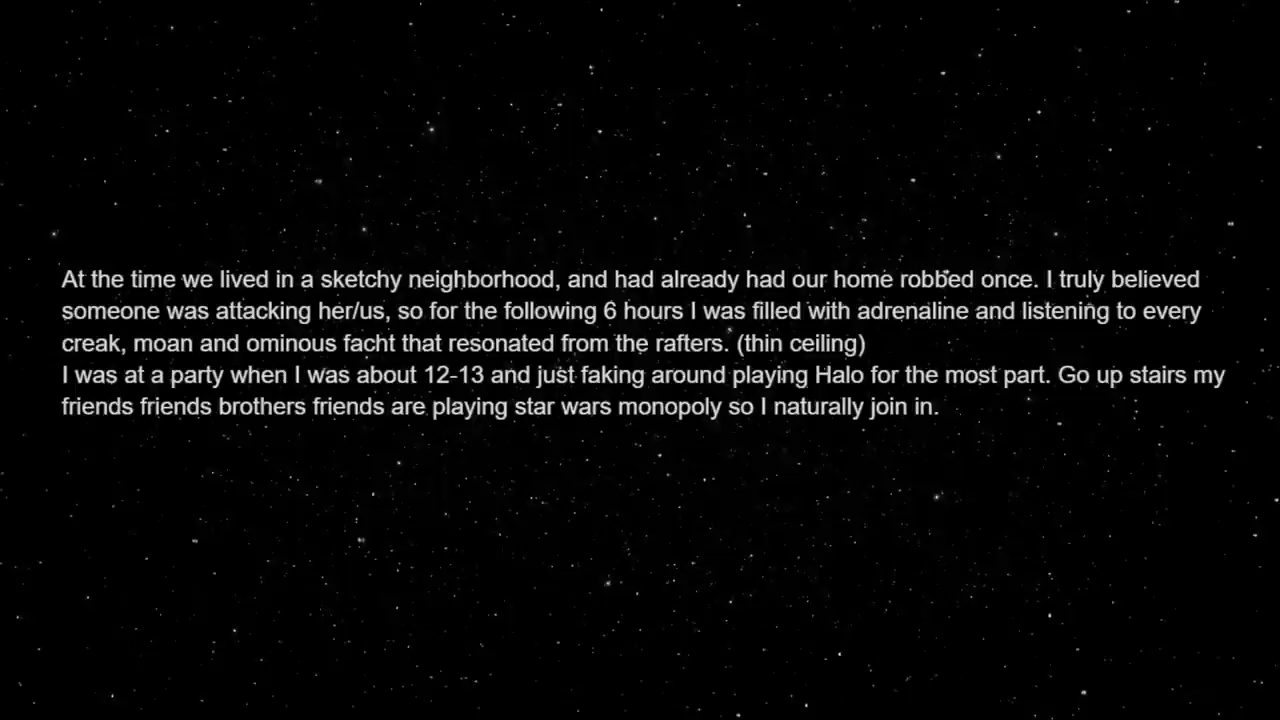 At the time we lived in a sketchy neighborhood, and had already had our home robbed once. I truly believed
someone was attacking her/us, so for the following 6 hours I was filled with adrenaline and listening to every
creak, moan and ominous facht that resonated from the rafters. (thin ceiling)
I was at a party when I was about 12-13 and just faking around playing Halo for the most part. Go up stairs my
friends friends brothers friends are playing star wars monopoly so I naturally join in.